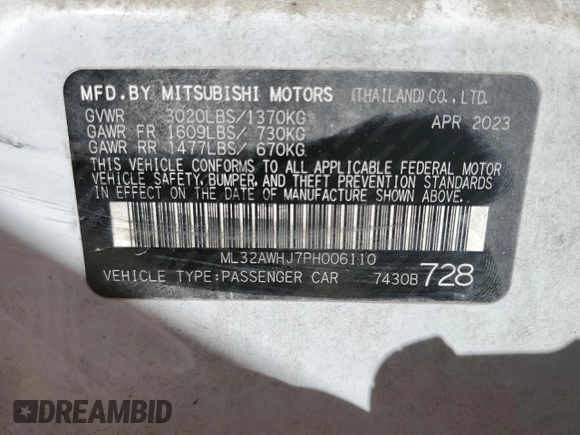 MFD.BY MITSUBISHI MOTORS (THAILAND)CO.,LTD.
GVWR 3020LBS/1370KG APR 2023
GAWR FR 1609LBS/ 730KG
GAWR RR 1477LBS/ 670KG
THIS VEHICLE CONFORMS TO ALL APPLICABLE FEDERAL MOTOR
VEHICLE SAFETY, BUMPER, AND THEFT PREVENTION STANDARDS
IN EFFECT ON THE DATE OF MANUFACTURE SHOWN ABOVE.
ML32AWHJ7PH006110
VEHICLE TYPE:PASSENGER CAR 7430B 728
DREAMBID